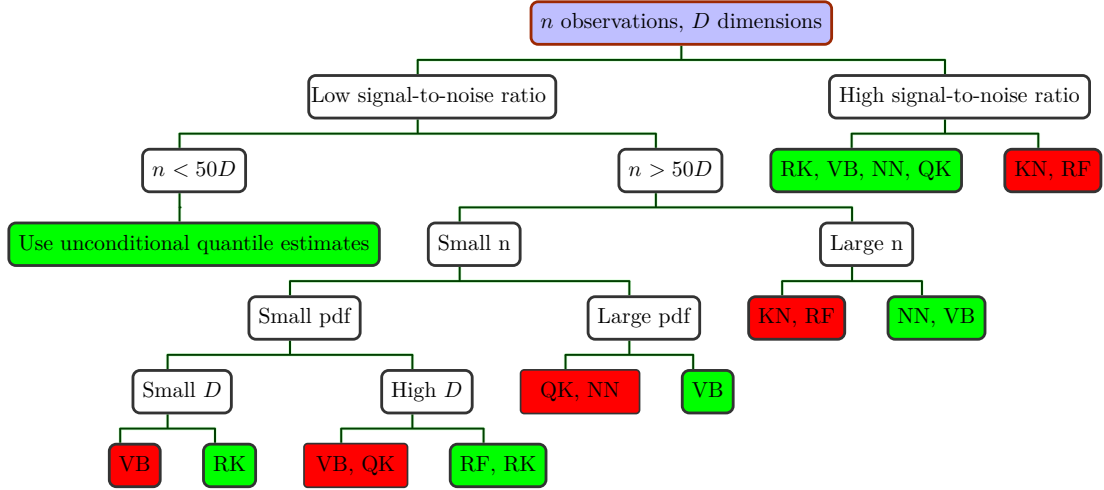 n observations, D dimensions
Low signal-to-noise ratio
High signal-to-noise ratio
n < 50D
n > 50D
RK, VB, NN, QK
KN, RF
Use unconditional quantile estimates
Small n
Large n
Small pdf
Large pdf
KN, RF
NN, VB
Small D
High D
QK, NN
VB
VB
RK
VB, QK
RF, RK